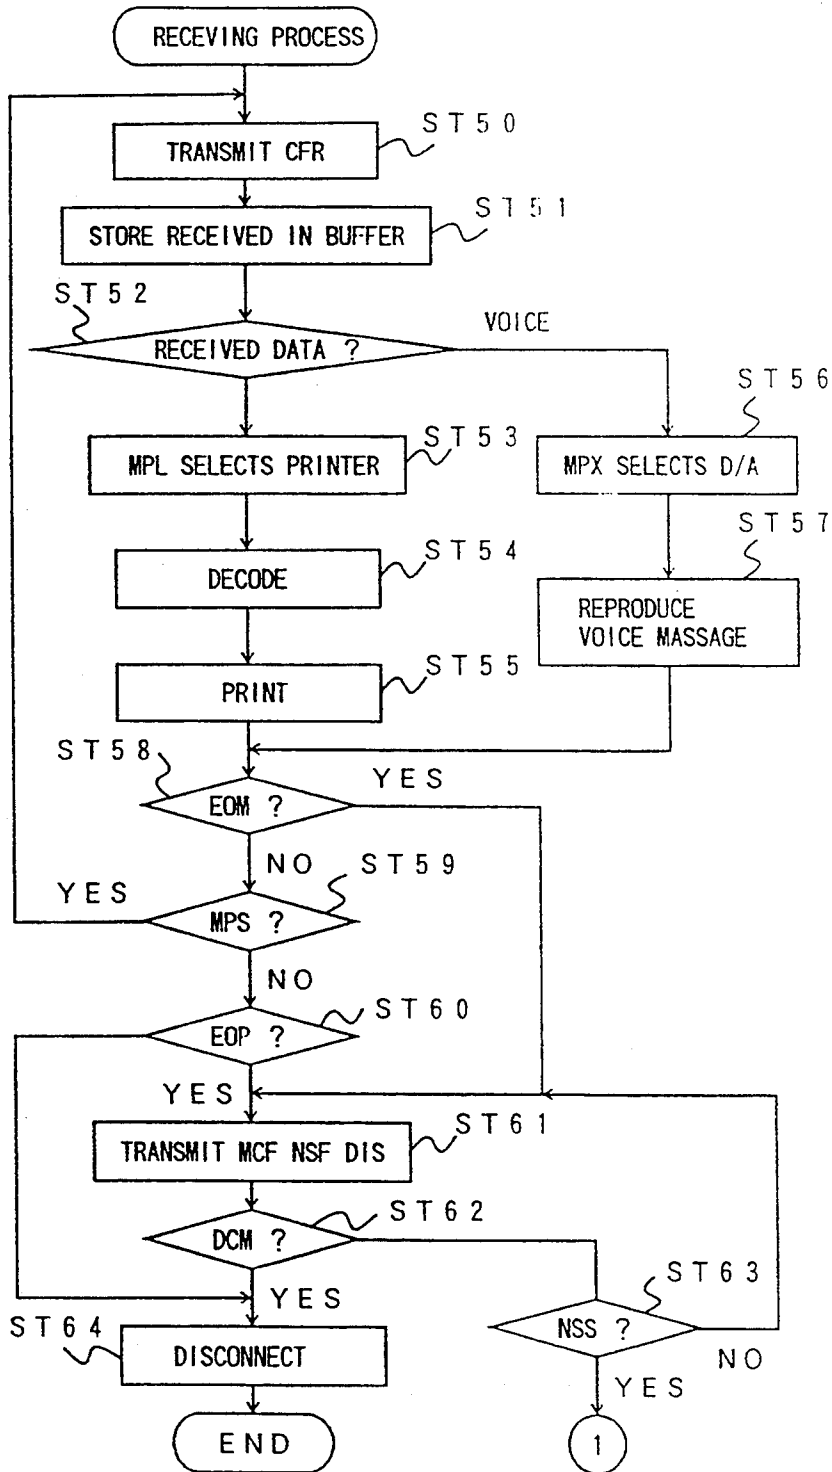 RECEVING PROCESS
ST50
TRANSMIT CFR
ST51
STORE RECEIVED IN BUFFER
ST52
RECEIVED DATA ?
VOICE
ST53
MPL SELECTS PRINTER
ST56
MPX SELECTS D/A
ST54
DECODE
ST57
REPRODUCE
VOICE MASSAGE
ST55
PRINT
ST58
EOM ?
YES
NO
ST59
YES
MPS ?
NO
ST60
EOP ?
YES
ST61
TRANSMIT MCF NSF DIS
ST62
DCM ?
YES
ST63
NSS ?
NO
YES
ST64
DISCONNECT
END
1